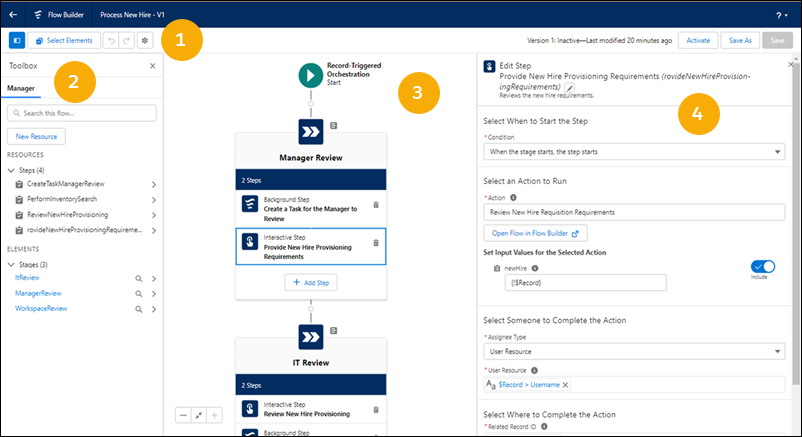 Flow Builder
Process New Hire - V1
?
Select Elements
1
Version 1: Inactive—Last modified 20 minutes ago
Activate
Save As
Save
Toolbox
2
Manager
Search this flow...
New Resource
RESOURCES
Steps (4)
CreateTaskManagerReview
PerformInventorySearch
ReviewNewHireProvisioning
rovideNewHireProvisioningRequireme...
ELEMENTS
Stages (3)
ItReview
ManagerReview
WorkspaceReview
Record-Triggered
Orchestration
Start
3
Manager Review
2 Steps
Background Step
Create a Task for the Manager to
Review
Interactive Step
Provide New Hire Provisioning
Requirements
+ Add Step
IT Review
2 Steps
Interactive Step
Review New Hire Provisioning
Background Step
Edit Step
Provide New Hire Provisioning Requirements (rovideNewHireProvision-
ingRequirements)
Reviews the new hire requirements.
4
Select When to Start the Step
* Condition
When the stage starts, the step starts
Select an Action to Run
* Action
Review New Hire Requisition Requirements
Open Flow in Flow Builder
Set Input Values for the Selected Action
newHire
{!$Record}
Include
Select Someone to Complete the Action
* Assignee Type
User Resource
* User Resource
Aa $Record > Username
Select Where to Complete the Action
* Related Record ID